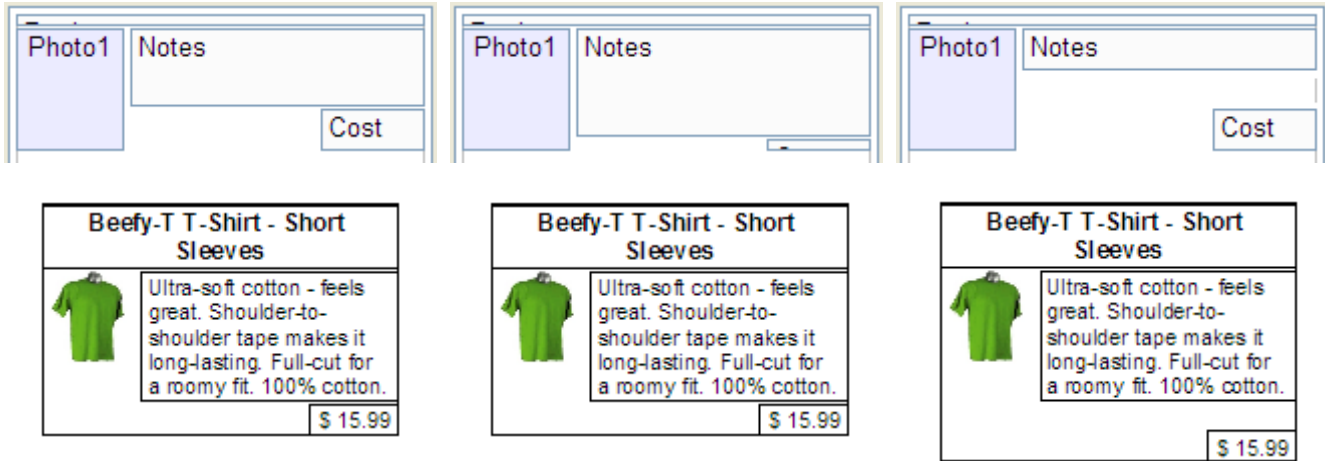 Photo1 Notes
Cost
Photo1 Notes
Photo1 Notes
Cost
Beefy-T T-Shirt - Short
Sleeves
Ultra-soft cotton - feels
great. Shoulder-to-
shoulder tape makes it
long-lasting. Full-cut for
a roomy fit. 100% cotton.
$ 15.99
Beefy-T T-Shirt - Short
Sleeves
Ultra-soft cotton - feels
great. Shoulder-to-
shoulder tape makes it
long-lasting. Full-cut for
a roomy fit. 100% cotton.
$ 15.99
Beefy-T T-Shirt - Short
Sleeves
Ultra-soft cotton - feels
great. Shoulder-to-
shoulder tape makes it
long-lasting. Full-cut for
a roomy fit. 100% cotton.
$ 15.99